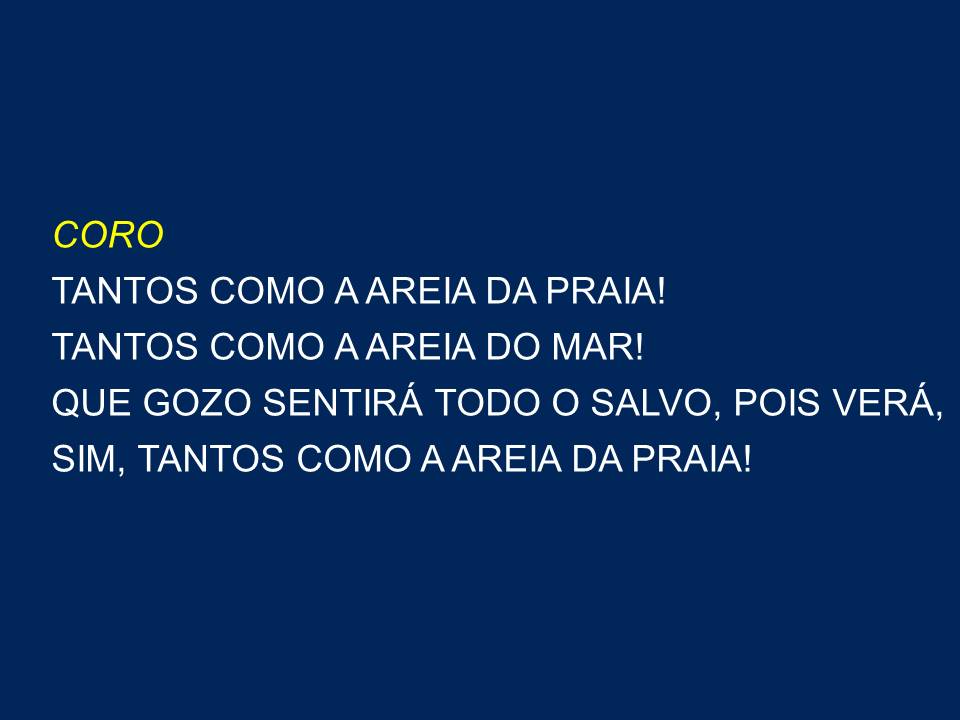 CORO
TANTOS COMO A AREIA DA PRAIA!
TANTOS COMO A AREIA DO MAR!
QUE GOZO SENTIRÁ TODO O SALVO, POIS VERÁ,
SIM, TANTOS COMO A AREIA DA PRAIA!